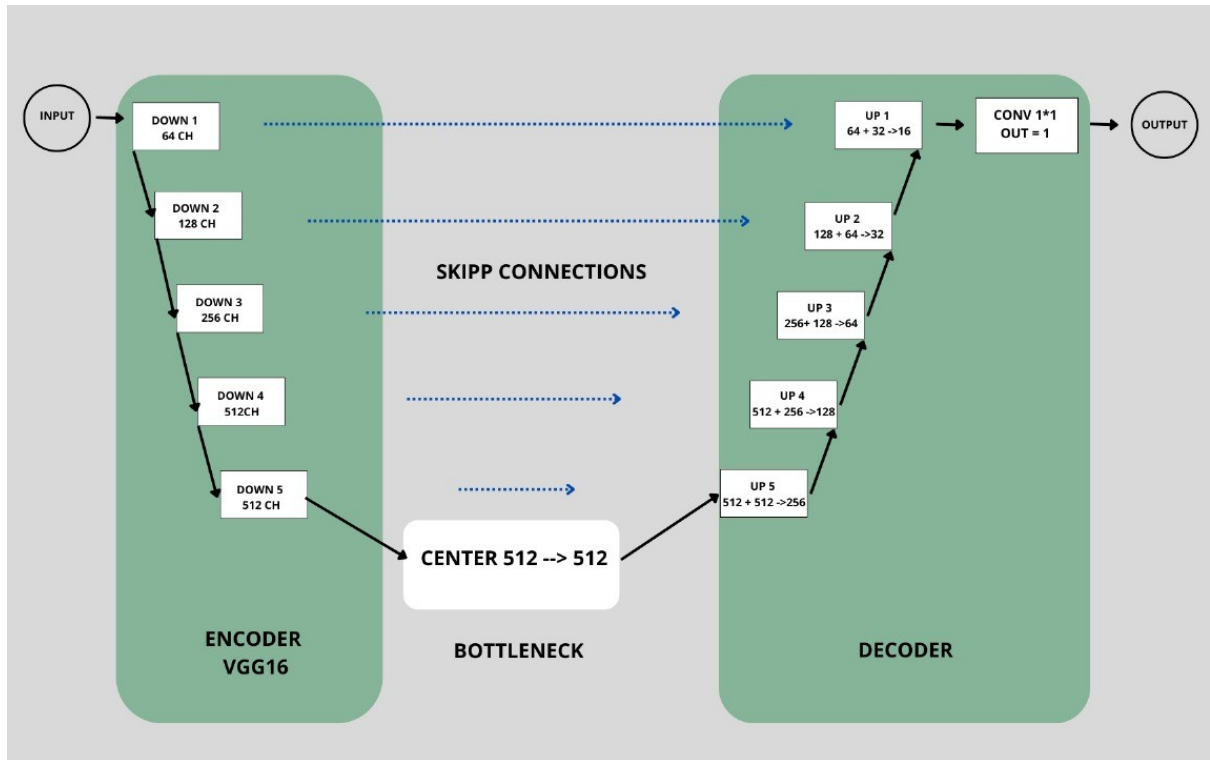 INPUT
DOWN 1
64 CH
UP 1
64 + 32 ->16
CONV 1*1
OUT = 1
OUTPUT
DOWN 2
128 CH
UP 2
128 + 64 ->32
SKIPP CONNECTIONS
DOWN 3
256 CH
UP 3
256+ 128 ->64
DOWN 4
512CH
UP 4
512 + 256 ->128
DOWN 5
512 CH
UP 5
512 + 512 ->256
CENTER 512 --> 512
ENCODER
VGG16
BOTTLENECK
DECODER